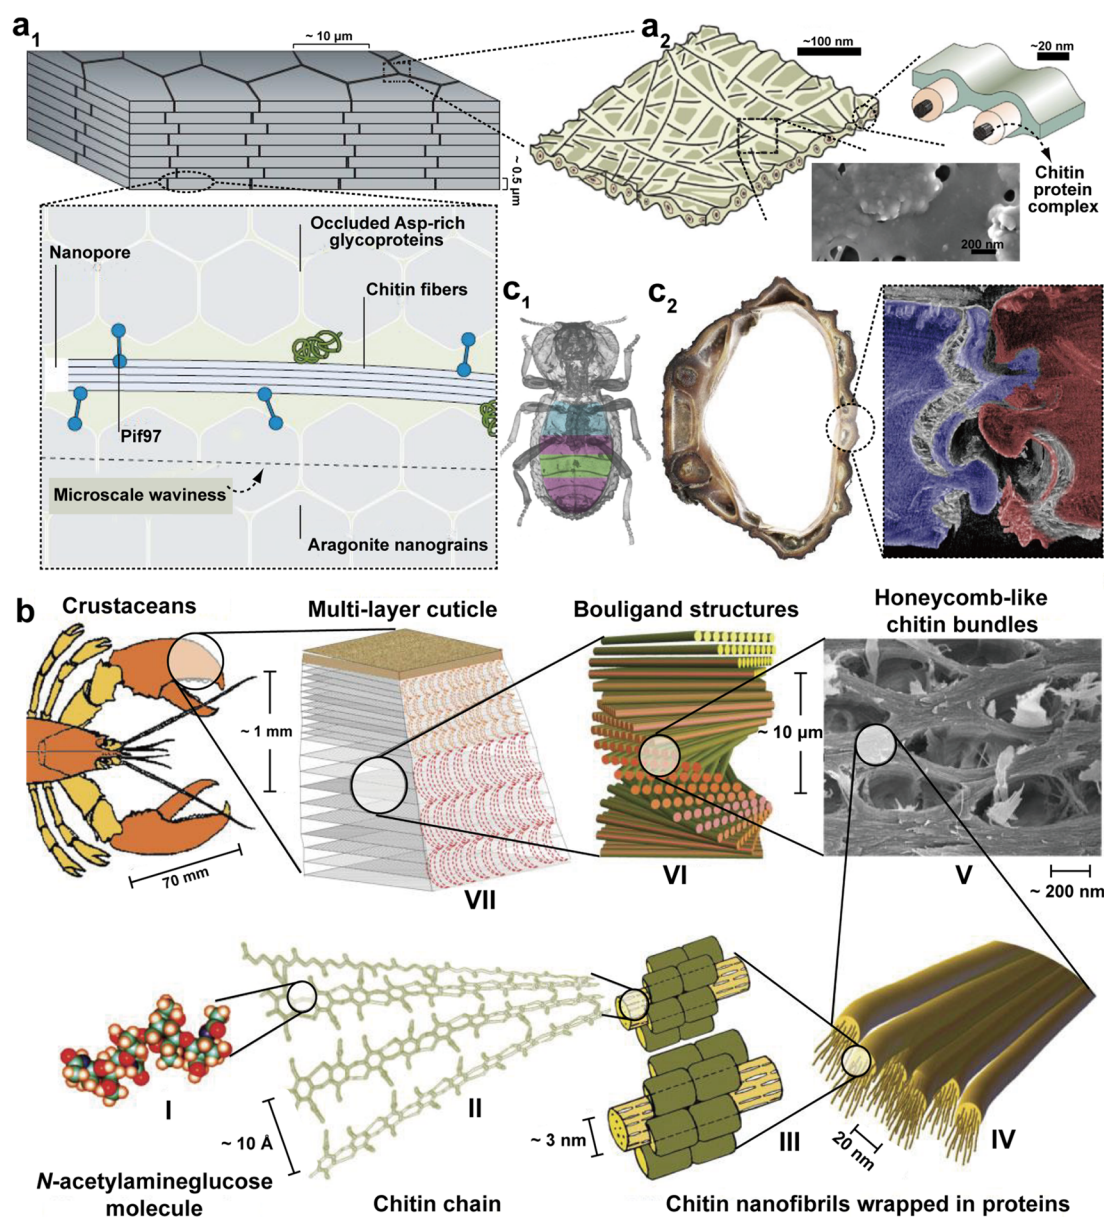 a1
~ 10 µm
~ 0.5 µm
a2
~100 nm
~20 nm
Chitin
protein
complex
200 nm
Nanopore
Occluded Asp-rich
glycoproteins
Chitin fibers
Pif97
Microscale waviness
Aragonite nanograins
c1
c2
b
Crustaceans
Multi-layer cuticle
Bouligand structures
Honeycomb-like
chitin bundles
~ 1 mm
70 mm
~ 10 µm
VII
VI
V
~ 200 nm
I
~ 10 Å
II
~ 3 nm
III
20 nm
IV
N-acetylamineglucose
molecule
Chitin chain
Chitin nanofibrils wrapped in proteins